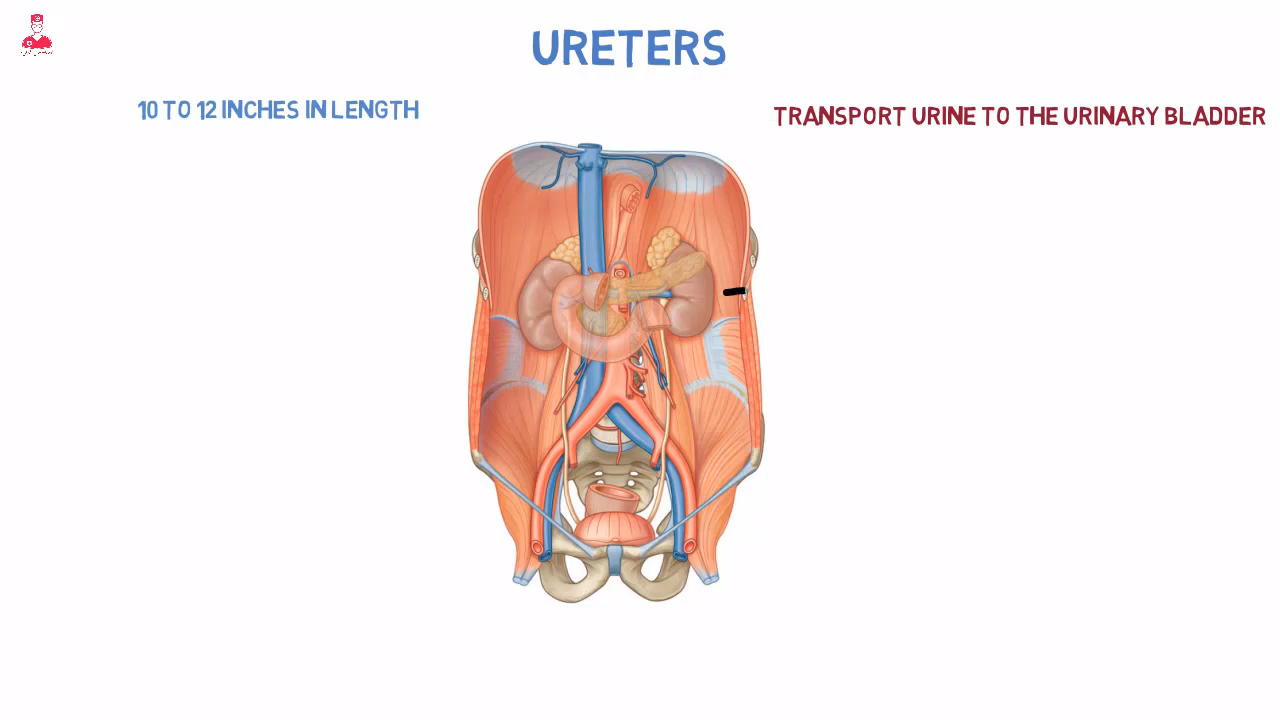 URETERS
10 TO 12 INCHES IN LENGTH
TRANSPORT URINE TO THE URINARY BLADDER